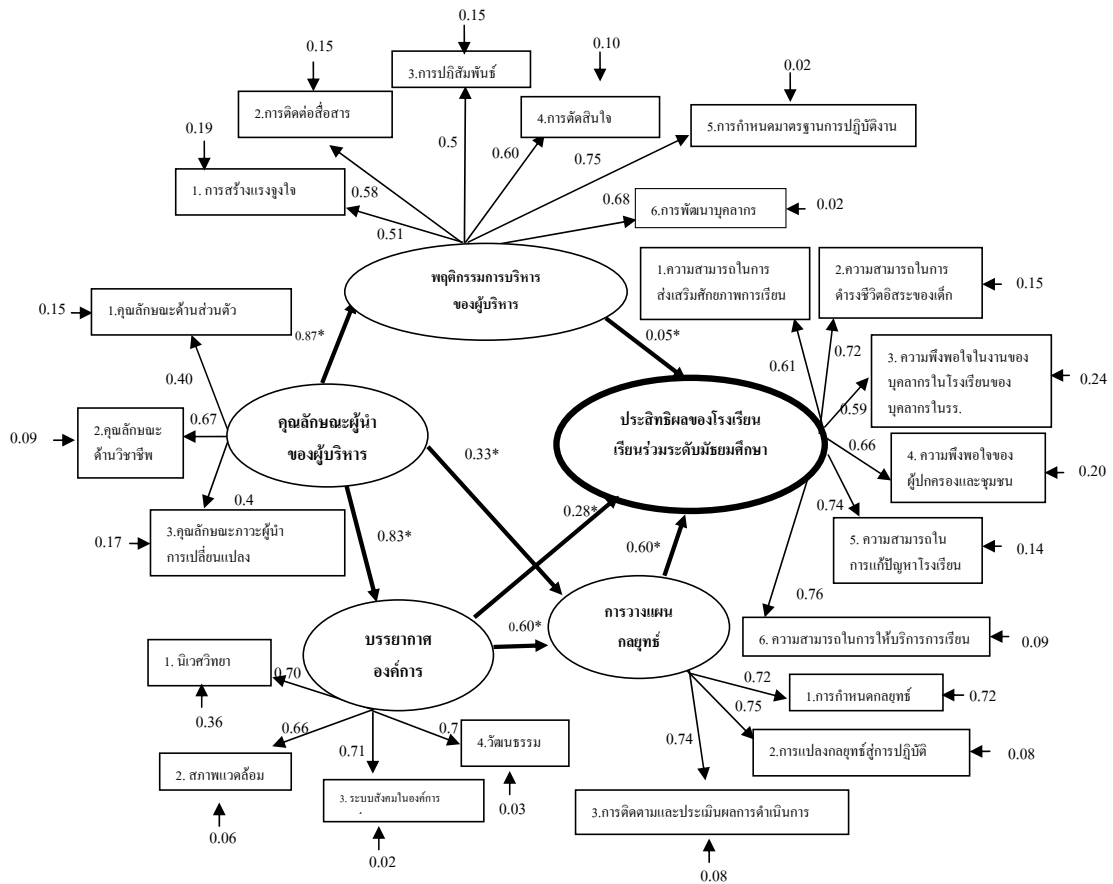 0.15
0.15
0.10
0.02
0.19
3.การปฏิสัมพันธ์
2.การติดต่อสื่อสาร
4.การตัดสินใจ
5.การกำหนดมาตรฐานการปฏิบัติงาน
1. การสร้างแรงจูงใจ
0.5
0.60
0.75
0.58
0.51
0.68
6.การพัฒนาบุคลากร
0.02
พฤติกรรมการบริหาร
ของผู้บริหาร
1.ความสามารถในการ
ส่งเสริมศักยภาพการเรียน
2.ความสามารถในการ
ดำรงชีวิตอิสระของเด็ก
0.15
0.15
1.คุณลักษณะด้านส่วนตัว
0.87*
0.05*
0.61
0.72
0.59
3. ความพึงพอใจในงานของ
บุคลากรในโรงเรียนของ
บุคลากรในรร.
0.24
0.40
0.67
0.09
2.คุณลักษณะ
ด้านวิชาชีพ
คุณลักษณะผู้นำ
ของผู้บริหาร
ประสิทธิผลของโรงเรียน
เรียนร่วมระดับมัธยมศึกษา
0.33*
0.66
4. ความพึงพอใจของ
ผู้ปกครองและชุมชน
0.20
0.4
0.17
3.คุณลักษณะภาวะผู้นำ
การเปลี่ยนแปลง
0.83*
0.28*
0.60*
0.74
5. ความสามารถใน
การแก้ปัญหาโรงเรียน
0.14
0.76
บรรยากาศ
องค์การ
0.60*
การวางแผน
กลยุทธ์
6. ความสามารถในการให้บริการการเรียน
0.09
1. นิเวศวิทยา
0.70
0.36
0.72
1.การกำหนดกลยุทธ์
0.72
0.66
0.71
0.7
4.วัฒนธรรม
0.74
0.75
2.การแปลงกลยุทธ์สู่การปฏิบัติ
0.08
2. สภาพแวดล้อม
3. ระบบสังคมในองค์การ
0.03
3.การติดตามและประเมินผลการดำเนินการ
0.06
0.02
0.08